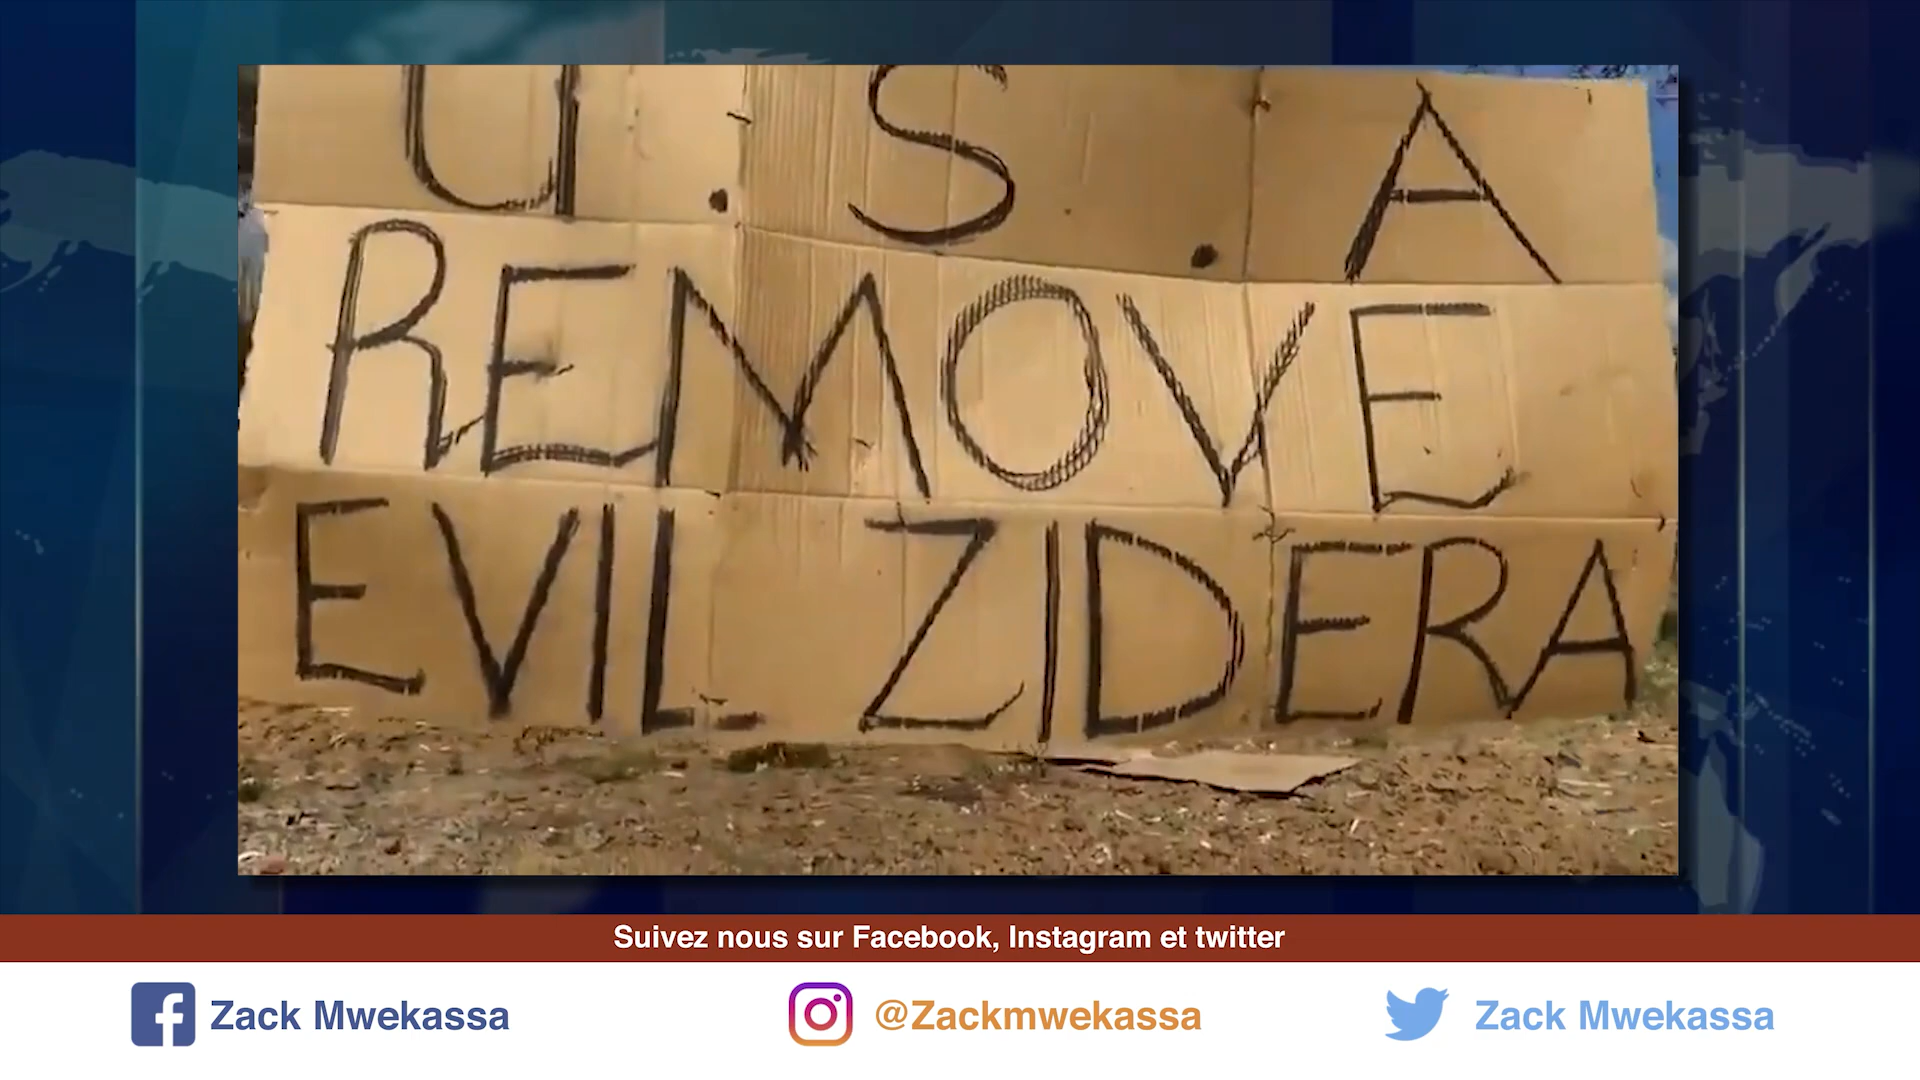 U.S.A
REMOVE
EVIL ZIDERA
Suivez nous sur Facebook, Instagram et twitter
Zack Mwekassa
@Zackmwekassa
Zack Mwekassa